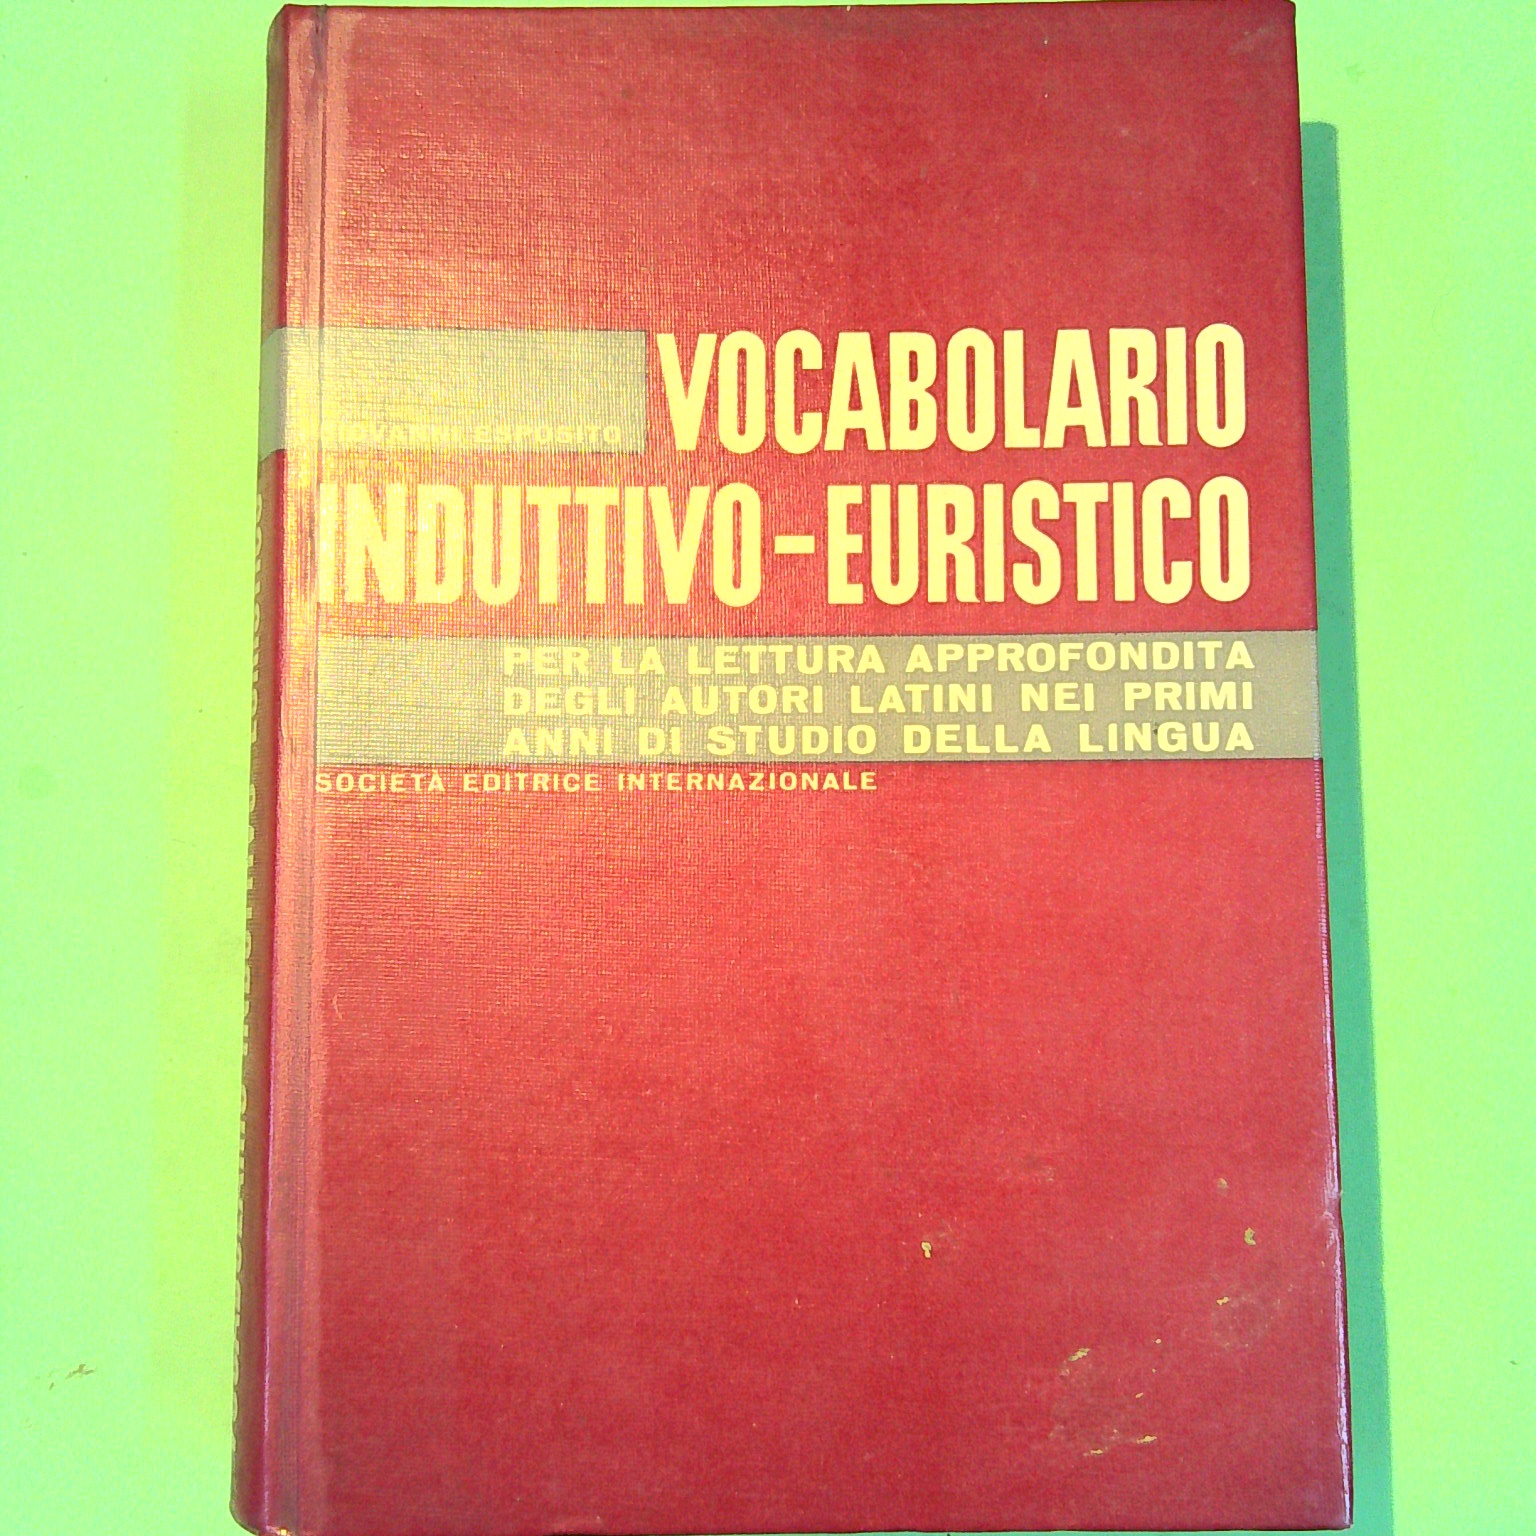 GIOVANNI ESPOSITO
VOCABOLARIO
INDUTTIVO-EURISTICO
PER LA LETTURA APPROFONDITA
DEGLI AUTORI LATINI NEI PRIMI
ANNI DI STUDIO DELLA LINGUA
SOCIETÀ EDITRICE INTERNAZIONALE